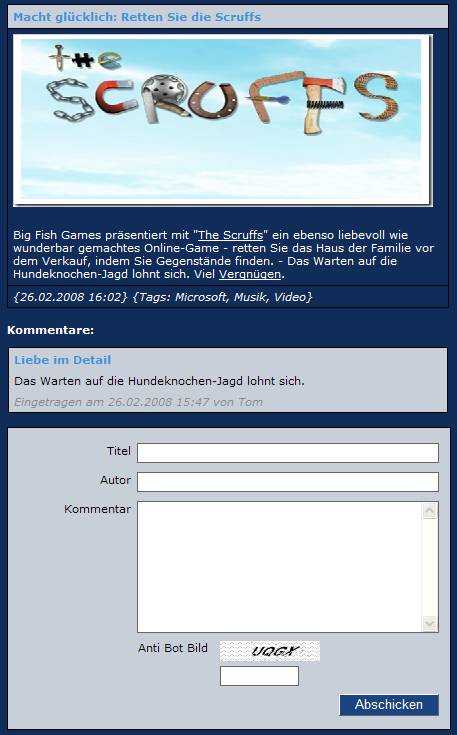 Macht glücklich: Retten Sie die Scruffs
the
SCRUFFS
Big Fish Games präsentiert mit "The Scruffs" ein ebenso liebevoll wie
wunderbar gemachtes Online-Game - retten Sie das Haus der Familie vor
dem Verkauf, indem Sie Gegenstände finden. - Das Warten auf die
Hundeknochen-Jagd lohnt sich. Viel Vergnügen.
{26.02.2008 16:02} {Tags: Microsoft, Musik, Video}
Kommentare:
Liebe im Detail
Das Warten auf die Hundeknochen-Jagd lohnt sich.
Eingetragen am 26.02.2008 15:47 von Tom
Titel
Autor
Kommentar
Anti Bot Bild UQGX
Abschicken